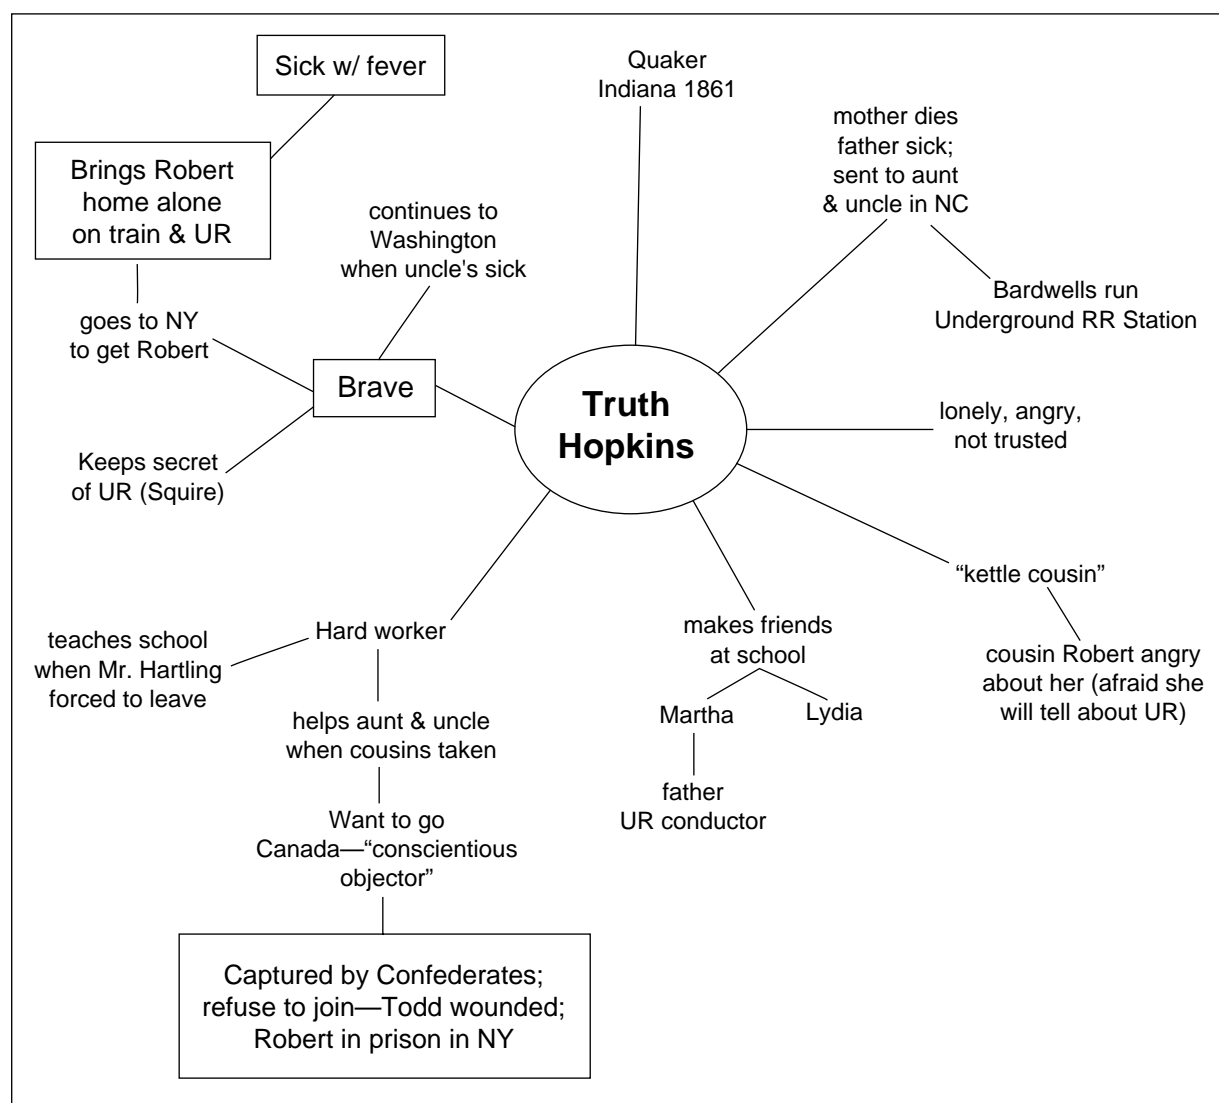 Sick w/ fever
Quaker
Indiana 1861
mother dies
father sick;
sent to aunt
& uncle in NC
Brings Robert
home alone
on train & UR
continues to
Washington
when uncle's sick
Bardwells run
Underground RR Station
goes to NY
to get Robert
Brave
Truth
Hopkins
lonely, angry,
not trusted
Keeps secret
of UR (Squire)
“kettle cousin”
cousin Robert angry
about her (afraid she
will tell about UR)
Hard worker
teaches school
when Mr. Hartling
forced to leave
makes friends
at school
Martha
Lydia
father
UR conductor
helps aunt & uncle
when cousins taken
Want to go
Canada—“conscientious
objector”
Captured by Confederates;
refuse to join—Todd wounded;
Robert in prison in NY